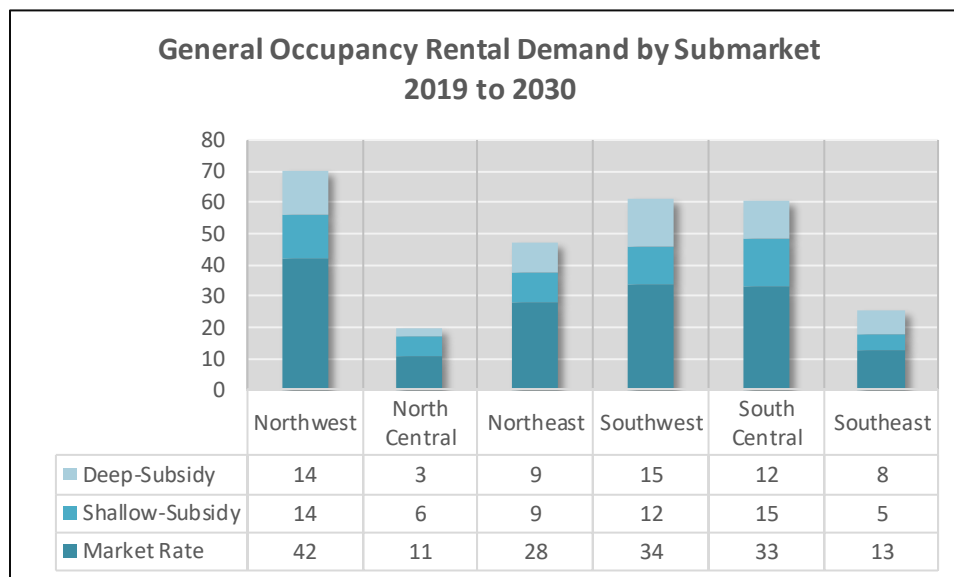 General Occupancy Rental Demand by Submarket
2019 to 2030
80
70
60
50
40
30
20
10
0
Northwest North Central Northeast Southwest South Central Southeast
Deep-Subsidy 14 3 9 15 12 8
Shallow-Subsidy 14 6 9 12 15 5
Market Rate 42 11 28 34 33 13